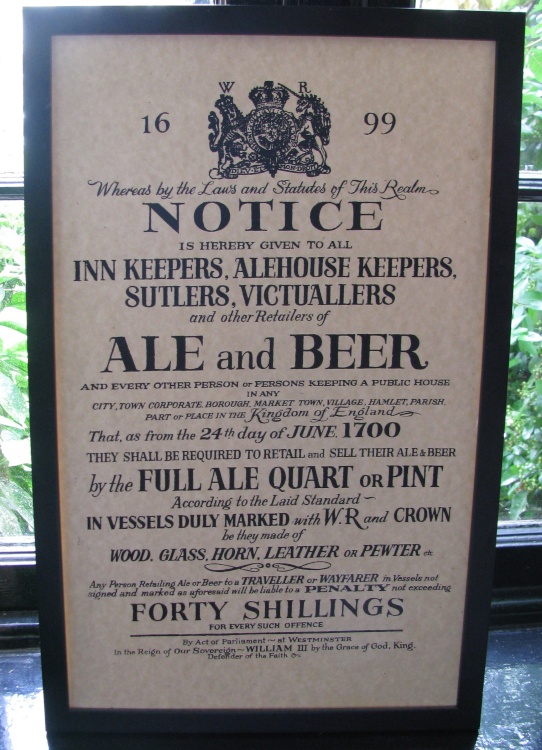 W R
16 99
Whereas by the Laws and Statutes of This Realm
NOTICE
IS HEREBY GIVEN TO ALL
INN KEEPERS, ALEHOUSE KEEPERS,
SUTLERS, VICTUALLERS
and other Retailers of
ALE and BEER
AND EVERY OTHER PERSON or PERSONS KEEPING A PUBLIC HOUSE
IN ANY
CITY, TOWN CORPORATE, BOROUGH, MARKET TOWN, VILLAGE, HAMLET, PARISH,
PART or PLACE IN THE Kingdom of England
That, as from the 24th day of JUNE, 1700
THEY SHALL BE REQUIRED TO RETAIL and SELL THEIR ALE & BEER
by the FULL ALE QUART OR PINT
According to the Laid Standard ~
IN VESSELS DULY MARKED with W.R and CROWN
be they made of
WOOD, GLASS, HORN, LEATHER OR PEWTER etc
Any Person Retailing Ale or Beer to a TRAVELLER or WAYFARER in Vessels not
signed and marked as aforesaid will be liable to a PENALTY not exceeding
FORTY SHILLINGS
FOR EVERY SUCH OFFENCE
By Act of Parliament ~ at WESTMINSTER
In the Reign of Our Sovereign ~ WILLIAM III by the Grace of God, King,
Defender of the Faith &c